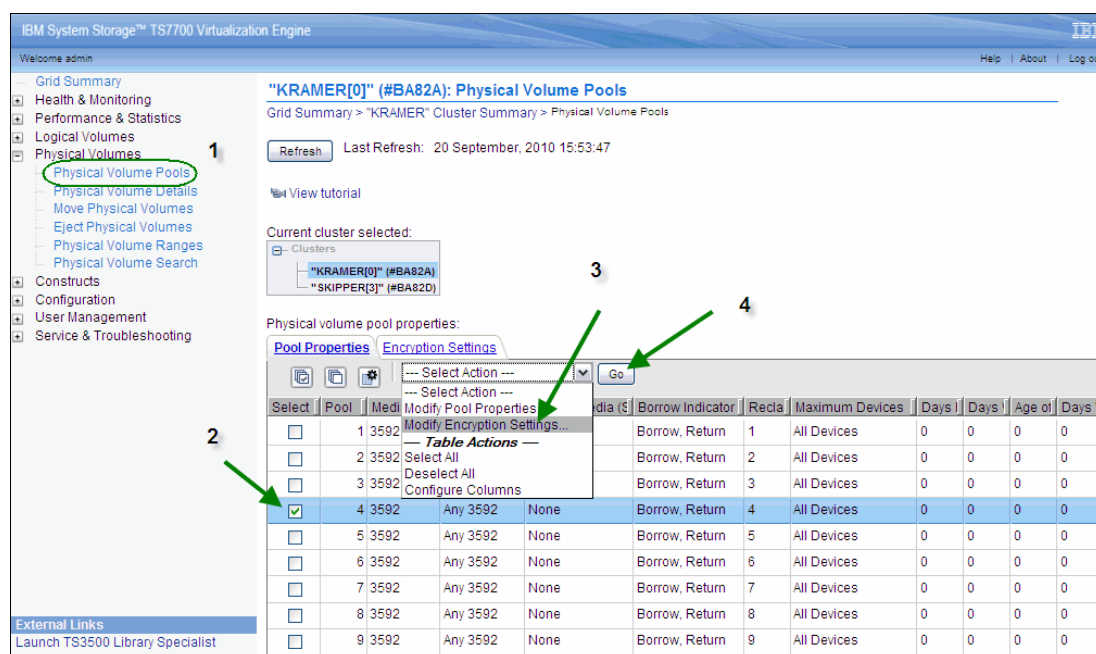 IBM System Storage™ TS7700 Virtualization Engine
IBM
Welcome admin
Help | About | Log
Grid Summary
Health & Monitoring
Performance & Statistics
Logical Volumes
Physical Volumes
Physical Volume Pools
Physical Volume Details
Move Physical Volumes
Eject Physical Volumes
Physical Volume Ranges
Physical Volume Search
Constructs
Configuration
User Management
Service & Troubleshooting
External Links
Launch TS3500 Library Specialist
1
2
3
4
"KRAMER[0]" (#BA82A): Physical Volume Pools
Grid Summary > "KRAMER" Cluster Summary > Physical Volume Pools
Refresh Last Refresh: 20 September, 2010 15:53:47
View tutorial
Current cluster selected:
Clusters
"KRAMER[0]" (#BA82A)
"SKIPPER[3]" (#BA82D)
Physical volume pool properties:
Pool Properties Encryption Settings
--- Select Action --- Go
--- Select Action ---
Modify Pool Properties
Modify Encryption Settings...
— Table Actions —
Select All
Deselect All
Configure Columns
Select Pool Medi dia (S Borrow Indicator Recla Maximum Devices Days Days Age of Days
1 3592 Borrow, Return 1 All Devices 0 0 0 0
2 3592 Borrow, Return 2 All Devices 0 0 0 0
3 3592 Borrow, Return 3 All Devices 0 0 0 0
4 3592 Any 3592 None Borrow, Return 4 All Devices 0 0 0 0
5 3592 Any 3592 None Borrow, Return 5 All Devices 0 0 0 0
6 3592 Any 3592 None Borrow, Return 6 All Devices 0 0 0 0
7 3592 Any 3592 None Borrow, Return 7 All Devices 0 0 0 0
8 3592 Any 3592 None Borrow, Return 8 All Devices 0 0 0 0
9 3592 Any 3592 None Borrow, Return 9 All Devices 0 0 0 0